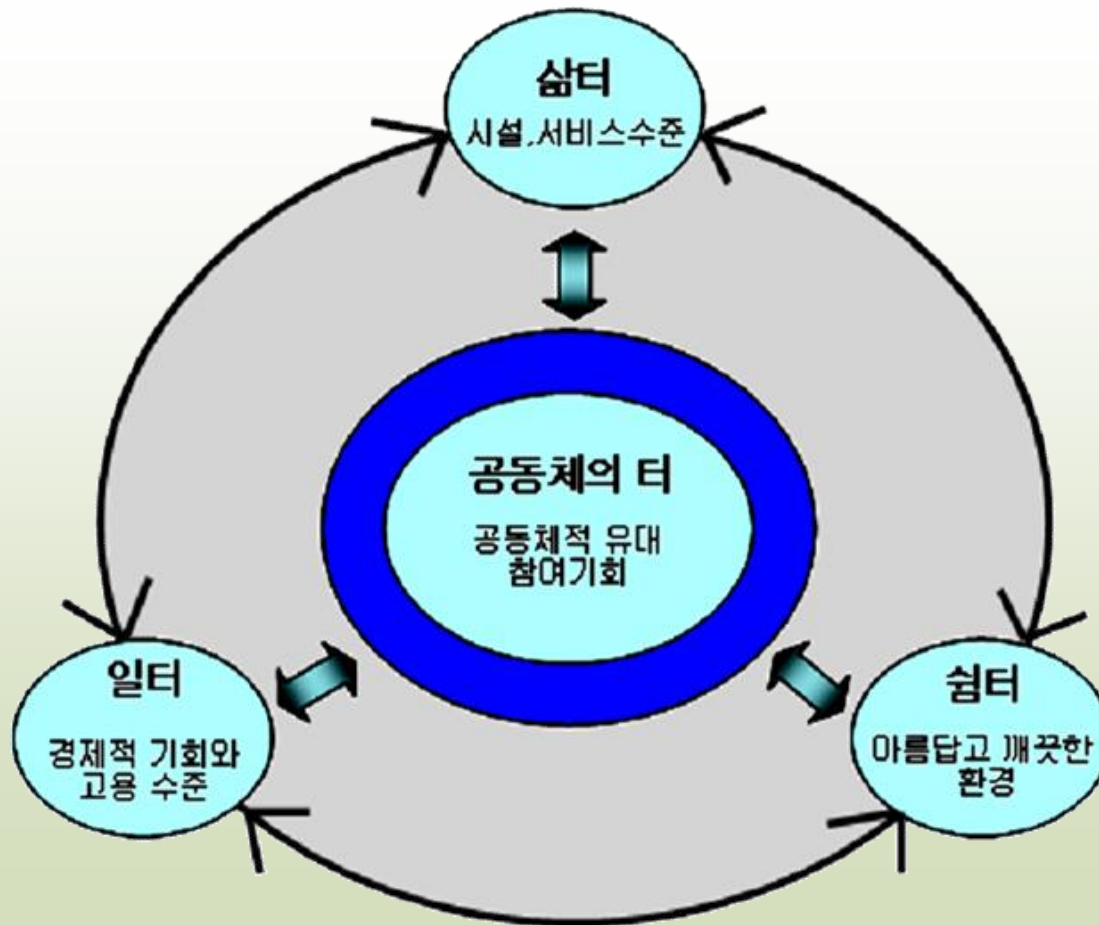 삶터
시설,서비스수준
공동체의 터
공동체적 유대
참여기회
일터
경제적 기회와
고용 수준
쉼터
아름답고 깨끗한
환경